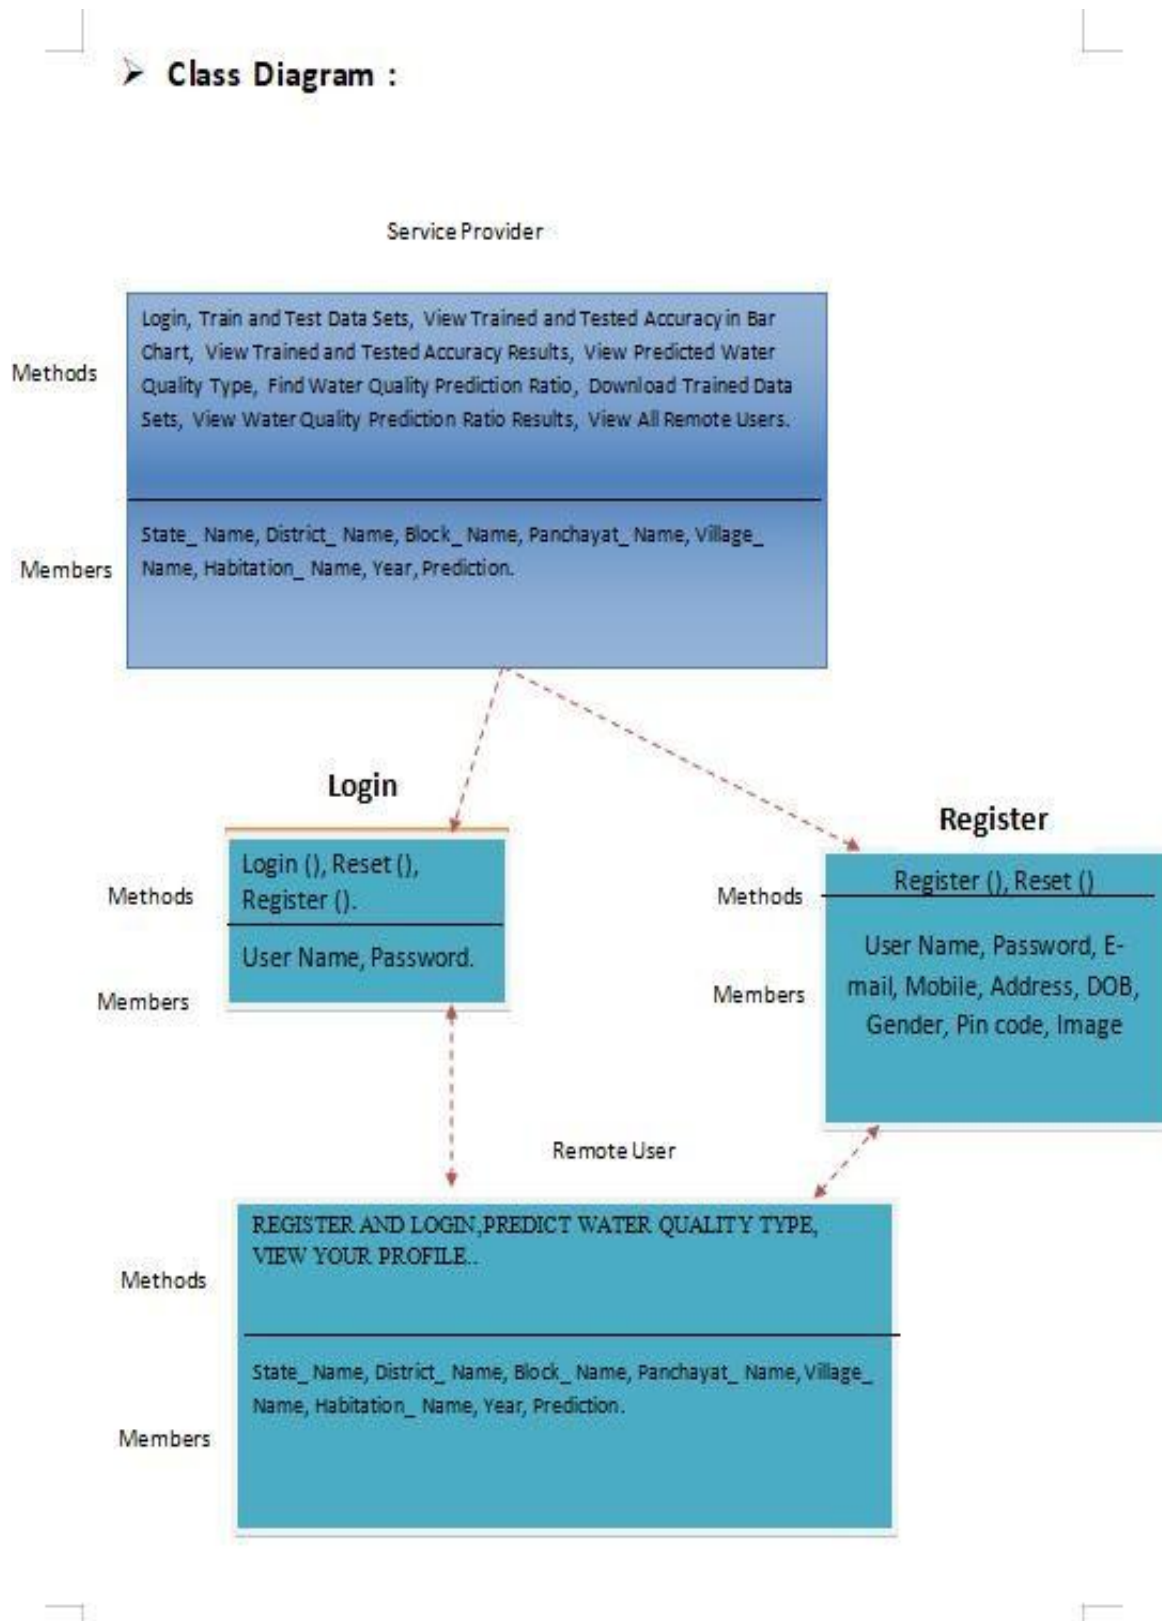 ➤ Class Diagram :
Service Provider
Methods
Login, Train and Test Data Sets, View Trained and Tested Accuracy in Bar
Chart, View Trained and Tested Accuracy Results, View Predicted Water
Quality Type, Find Water Quality Prediction Ratio, Download Trained Data
Sets, View Water Quality Prediction Ratio Results, View All Remote Users.
Members
State_ Name, District_ Name, Block_ Name, Panchayat_ Name, Village_
Name, Habitation_ Name, Year, Prediction.
Login
Methods
Login (), Reset (),
Register ().
Members
User Name, Password.
Register
Methods
Register (), Reset ()
Members
User Name, Password, E-
mail, Mobile, Address, DOB,
Gender, Pin code, Image
Remote User
Methods
REGISTER AND LOGIN,PREDICT WATER QUALITY TYPE,
VIEW YOUR PROFILE..
Members
State_ Name, District_ Name, Block_ Name, Panchayat_ Name, Village_
Name, Habitation_ Name, Year, Prediction.